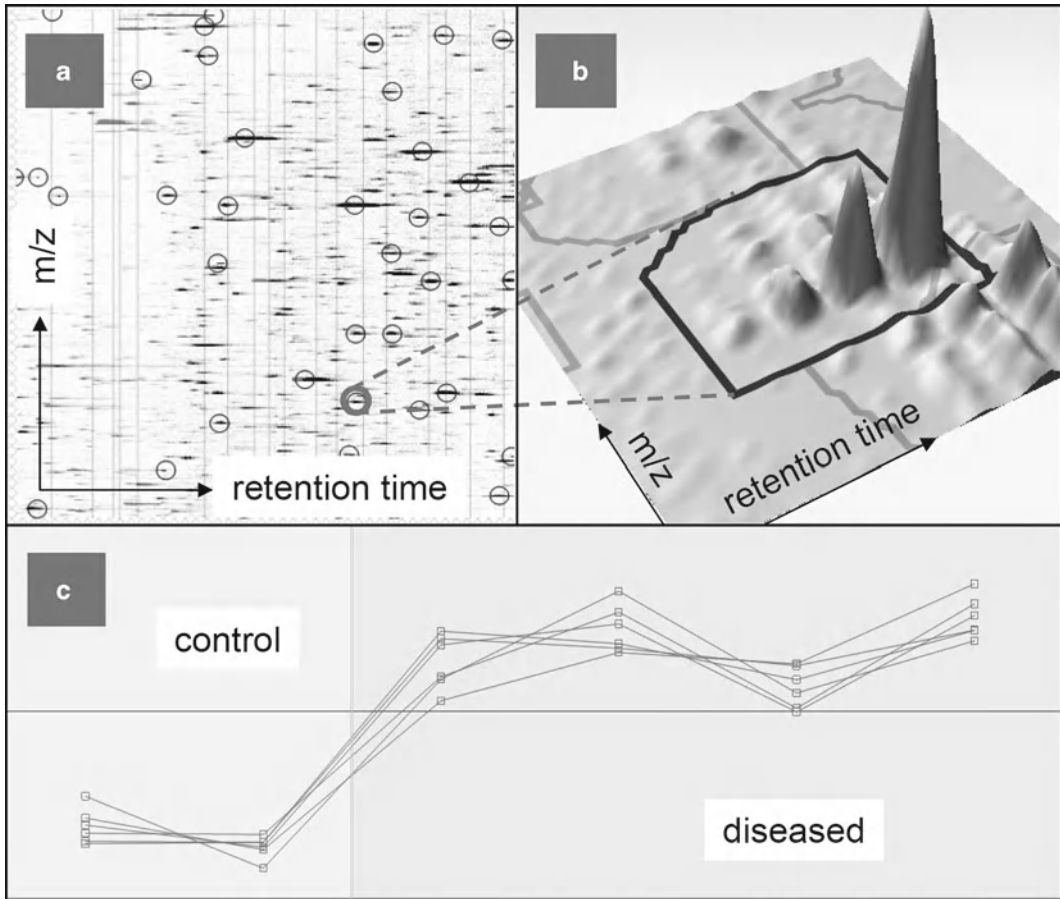 a
m/z
retention time
b
m/z
retention time
c
control
diseased